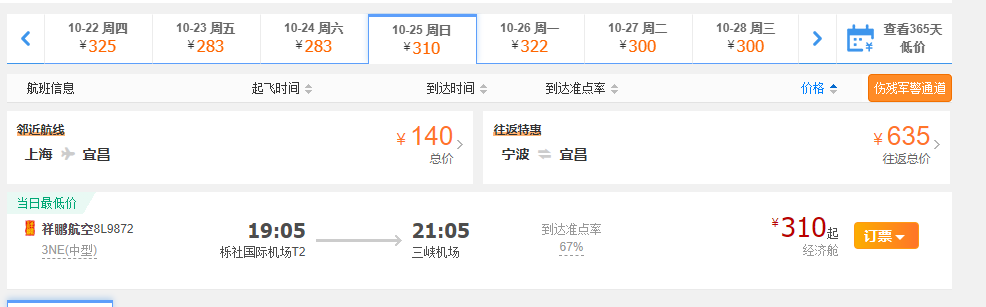 10-22 周四
¥325
10-23 周五
¥283
10-24 周六
¥283
10-25 周日
¥310
10-26 周一
¥322
10-27 周二
¥300
10-28 周三
¥300
¥
查看365天
低价
航班信息 起飞时间 到达时间 到达准点率 价格 伤残军警通道
邻近航线
上海 宜昌
¥140
总价
往返特惠
宁波 宜昌
¥635
往返总价
当日最低价
祥鹏航空8L9872
3NE(中型)
19:05
栎社国际机场T2
21:05
三峡机场
到达准点率
67%
¥310起
经济舱
订票